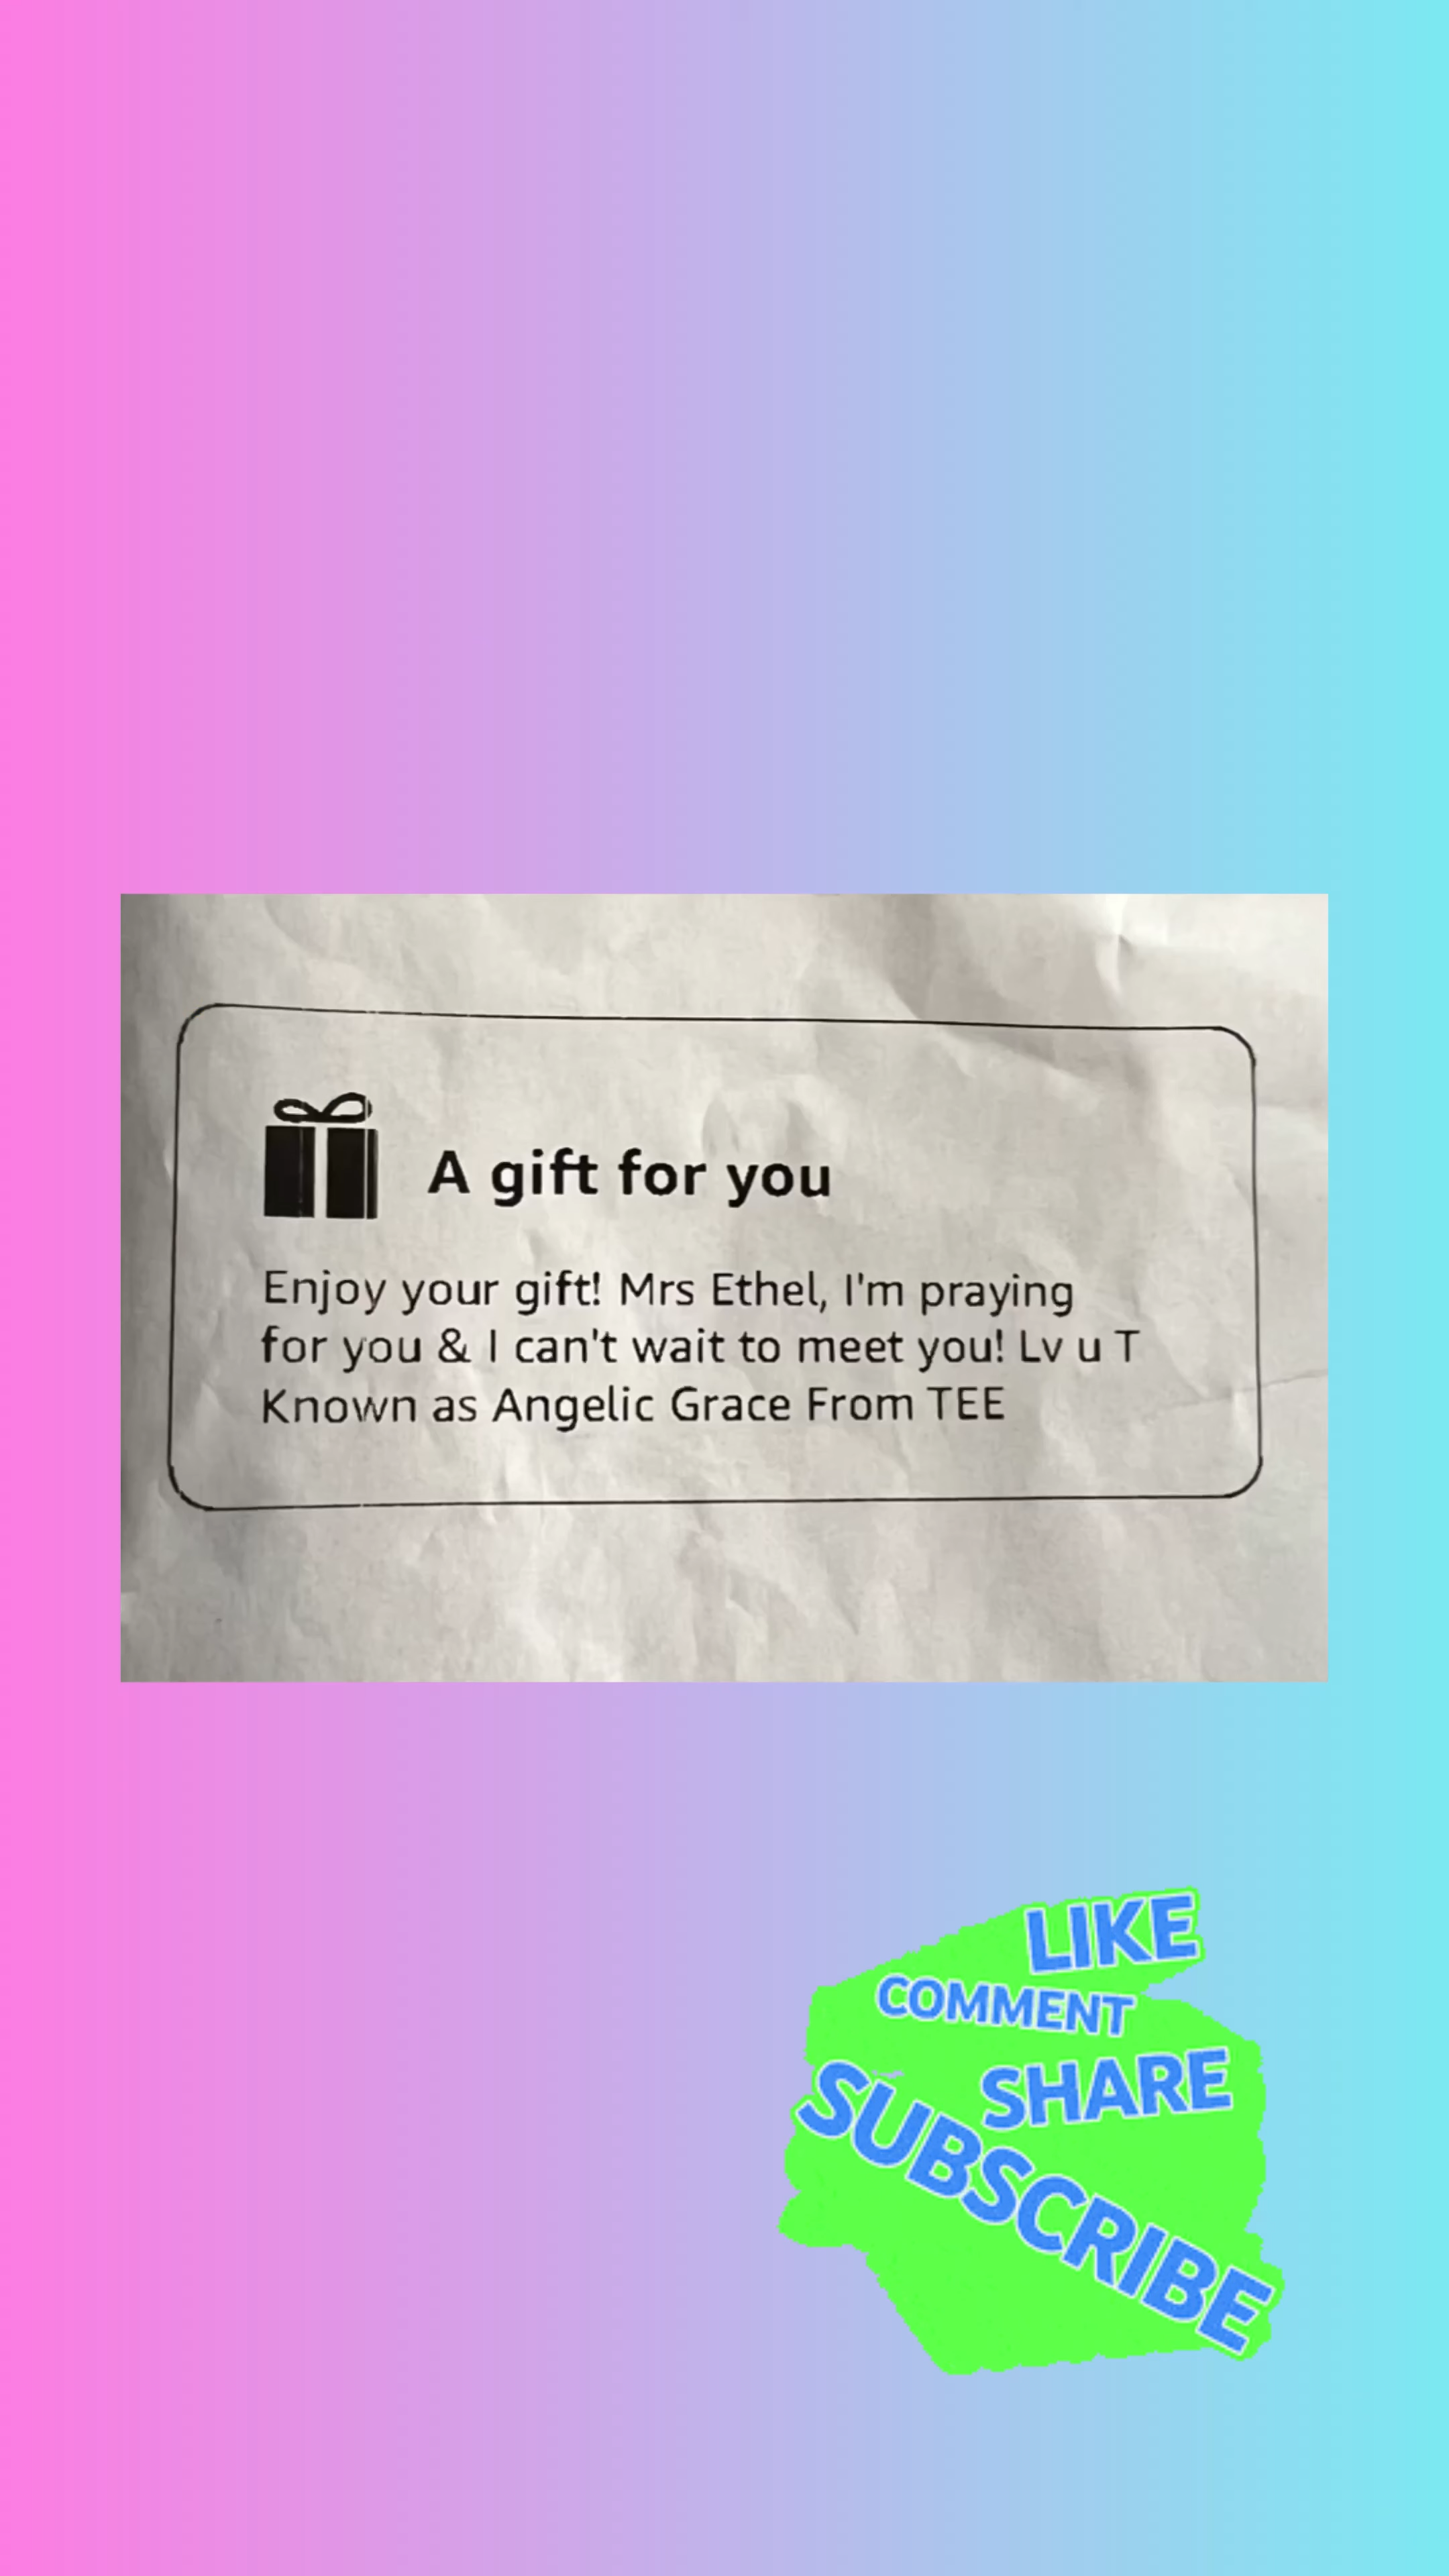 A gift for you
Enjoy your gift! Mrs Ethel, I'm praying
for you & I can't wait to meet you! Lv u T
Known as Angelic Grace From TEE
LIKE
COMMENT
SHARE
SUBSCRIBE